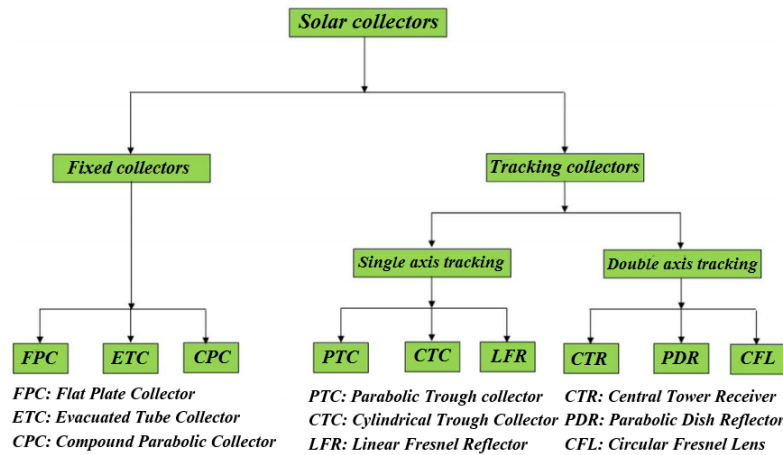 Solar collectors
Fixed collectors
Tracking collectors
Single axis tracking
Double axis tracking
FPC
ETC
CPC
PTC
CTC
LFR
CTR
PDR
CFL
FPC: Flat Plate Collector
ETC: Evacuated Tube Collector
CPC: Compound Parabolic Collector
PTC: Parabolic Trough collector
CTC: Cylindrical Trough Collector
LFR: Linear Fresnel Reflector
CTR: Central Tower Receiver
PDR: Parabolic Dish Reflector
CFL: Circular Fresnel Lens